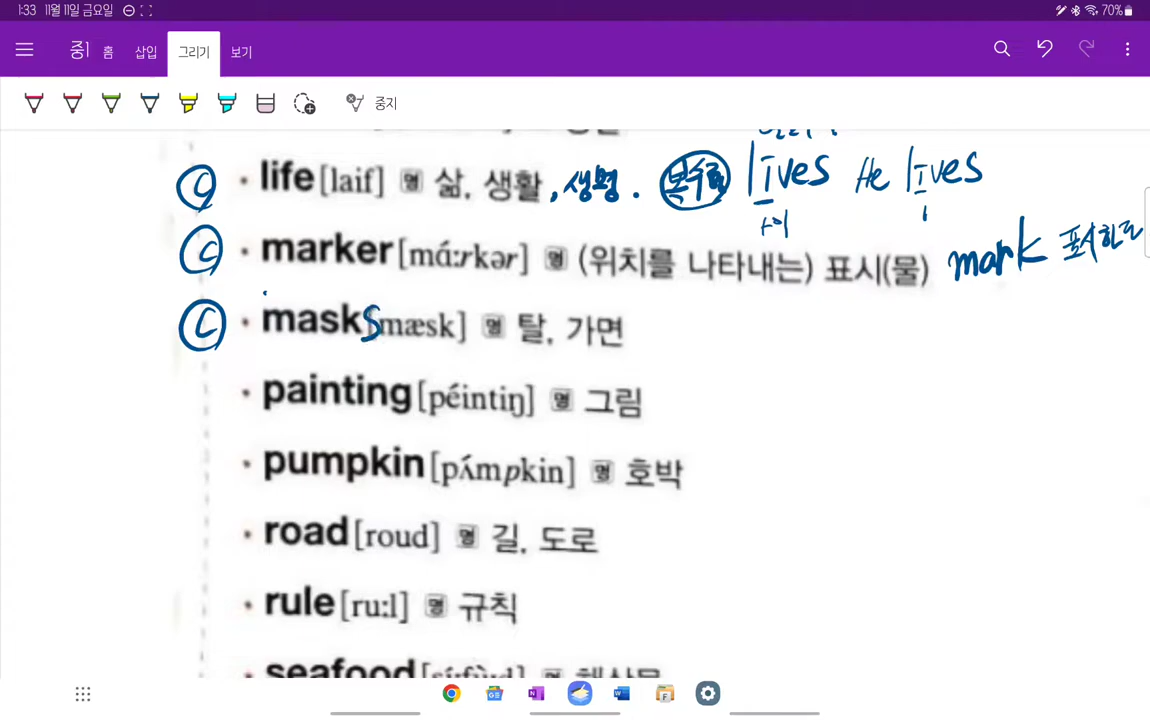 1:33 11월 11일 금요일 70%
중1 홈 삽입 그리기 보기
중지
life [laif] 명 삶, 생활, 생명. 복수형 lives He lives
marker [máːrkər] 명 (위치를 나타내는) 표시(물) mark 표시하다
masks [mæsk] 명 탈, 가면
painting [péintiŋ] 명 그림
pumpkin [pʌ́mpkin] 명 호박
road [roud] 명 길, 도로
rule [ruːl] 명 규칙
seafood